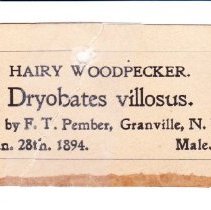 HAIRY WOODPECKER.
Dryobates villosus.
by F. T. Pember, Granville, N.
n. 28th. 1894. Male.